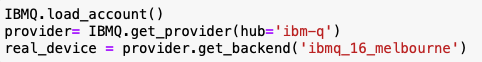 IBMQ.load_account()
provider= IBMQ.get_provider(hub='ibm-q')
real_device = provider.get_backend('ibmq_16_melbourne')